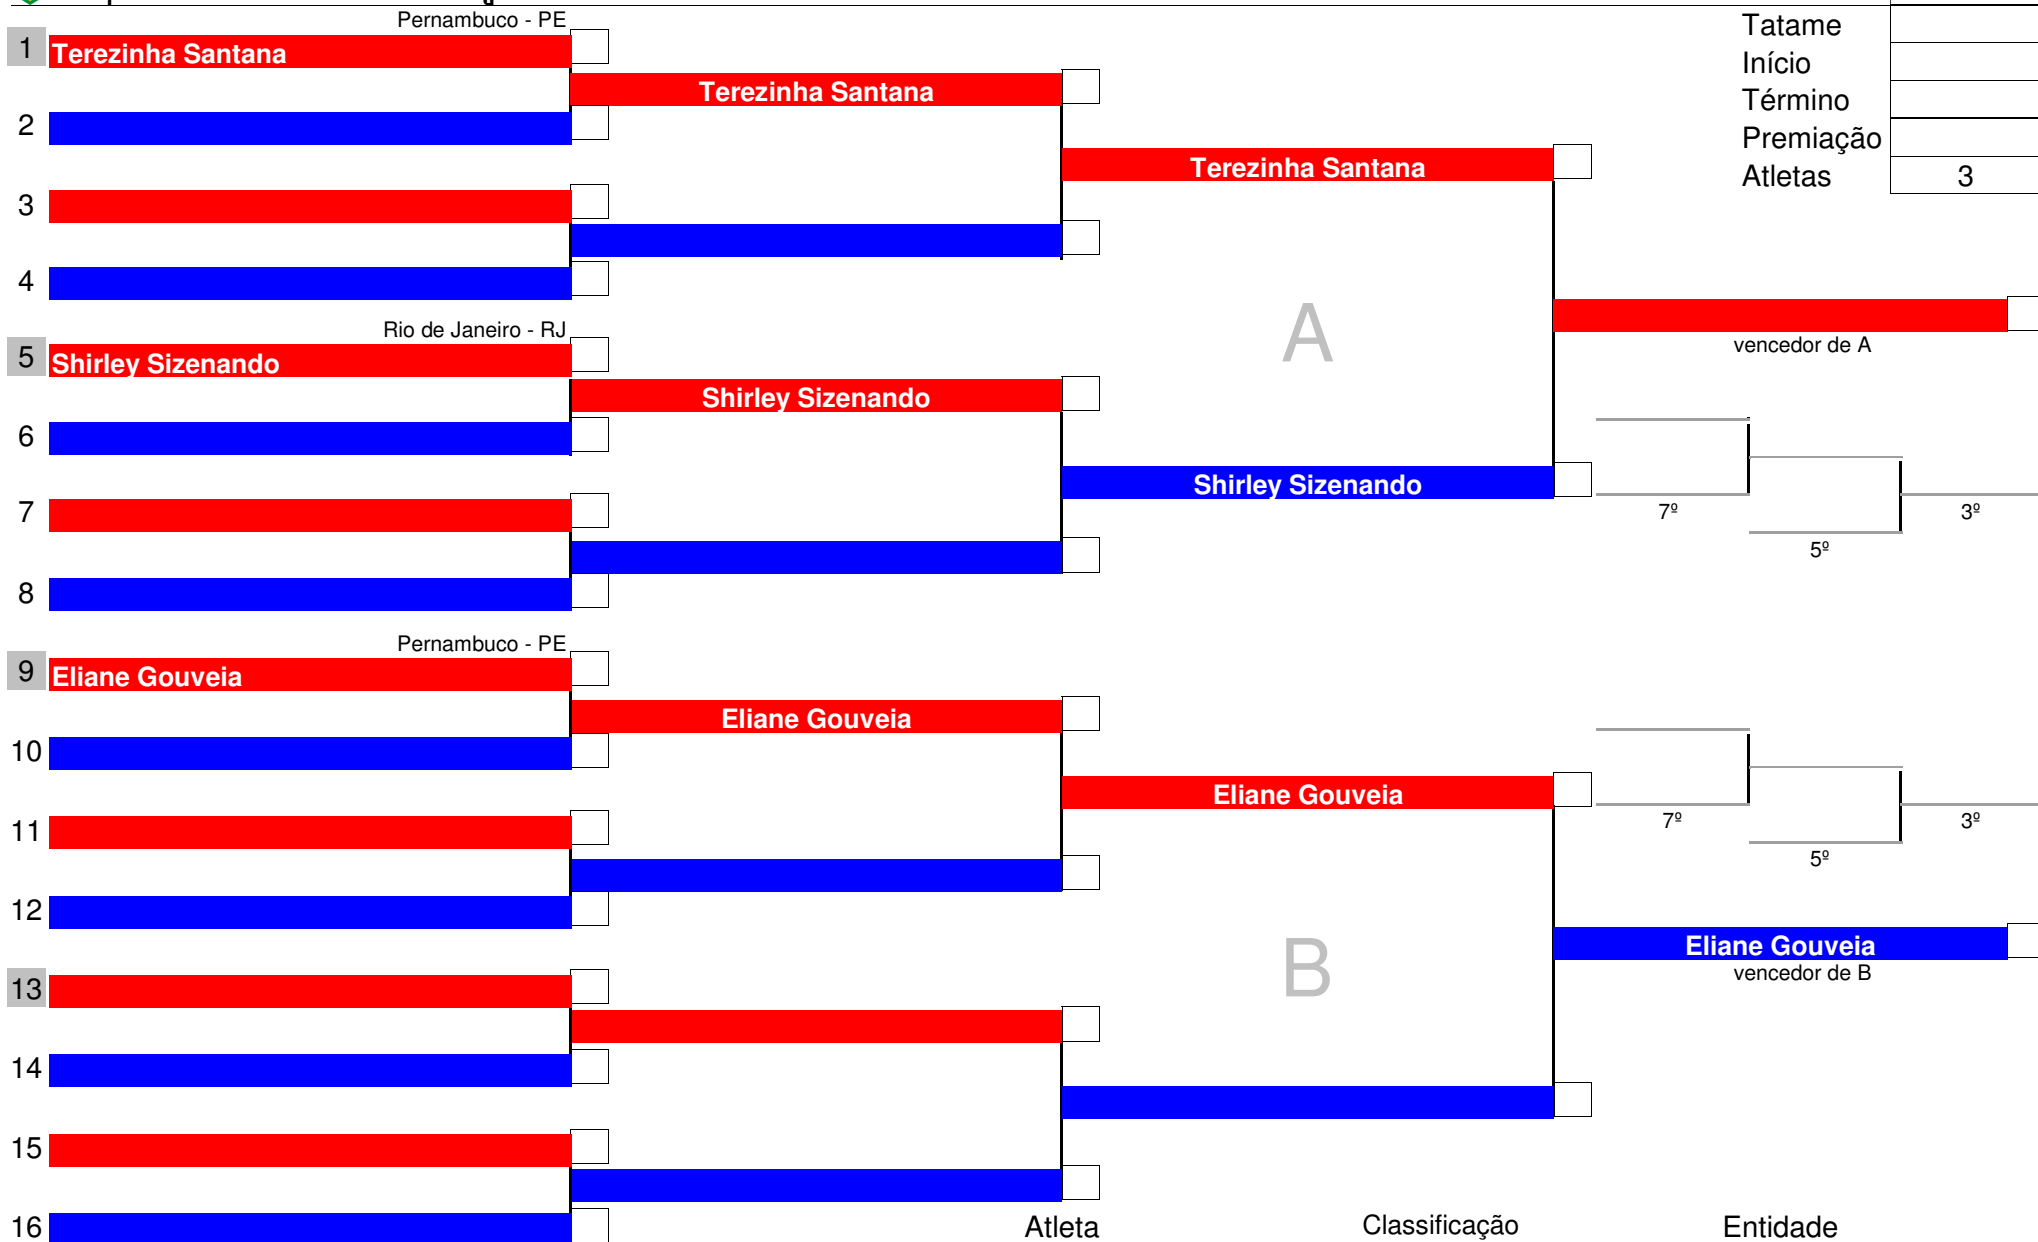 Pernambuco - PE
Tatame
1 Terezinha Santana
Início
Terezinha Santana
Término
2
Premiação
Terezinha Santana
Atletas 3
3
4
Rio de Janeiro - RJ
A
vencedor de A
5 Shirley Sizenando
Shirley Sizenando
6
Shirley Sizenando
7
7º 3º
5º
8
Pernambuco - PE
9 Eliane Gouveia
Eliane Gouveia
10
Eliane Gouveia
11
7º 3º
5º
12
B
Eliane Gouveia
vencedor de B
13
14
15
16
Atleta Classificação Entidade